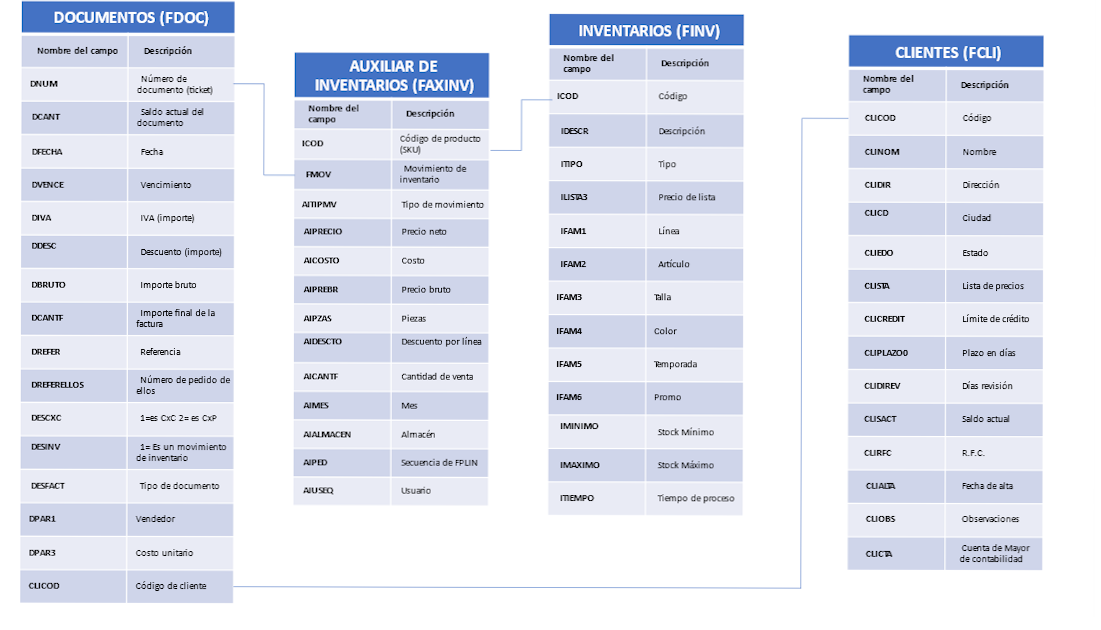 DOCUMENTOS (FDOC)
Nombre del campo Descripción
DNUM Número de
documento (ticket)
DCANT Saldo actual del
documento
DFECHA Fecha
DVENCE Vencimiento
DIVA IVA (importe)
DDESC Descuento (importe)
DBRUTO Importe bruto
DCANTF Importe final de la
factura
DREFER Referencia
DREFERELLOS Número de pedido de
ellos
DESCXC 1=es CxC 2= es CxP
DESINV 1= Es un movimiento
de inventario
DESFACT Tipo de documento
DPAR1 Vendedor
DPAR3 Costo unitario
CLICOD Código de cliente
AUXILIAR DE
INVENTARIOS (FAXINV)
Nombre del
campo Descripción
ICOD Código de producto
(SKU)
FMOV Movimiento de
inventario
AITIPMV Tipo de movimiento
AIPRECIO Precio neto
AICOSTO Costo
AIPREBR Precio bruto
AIPZAS Piezas
AIDESCTO Descuento por línea
AICANTF Cantidad de venta
AIMES Mes
AIALMACEN Almacén
AIPED Secuencia de FPLIN
AIUSEQ Usuario
INVENTARIOS (FINV)
Nombre del
campo Descripción
ICOD Código
IDESCR Descripción
ITIPO Tipo
ILISTA3 Precio de lista
IFAM1 Línea
IFAM2 Artículo
IFAM3 Talla
IFAM4 Color
IFAM5 Temporada
IFAM6 Promo
IMINIMO Stock Mínimo
IMAXIMO Stock Máximo
ITIEMPO Tiempo de proceso
CLIENTES (FCLI)
Nombre del
campo Descripción
CLICOD Código
CLINOM Nombre
CLIDIR Dirección
CLICD Ciudad
CLIEDO Estado
CLISTA Lista de precios
CLICREDIT Límite de crédito
CLIPLAZO0 Plazo en días
CLIDIREV Días revisión
CLISACT Saldo actual
CLIRFC R.F.C.
CLIALTA Fecha de alta
CLIOBS Observaciones
CLICTA Cuenta de Mayor
de contabilidad